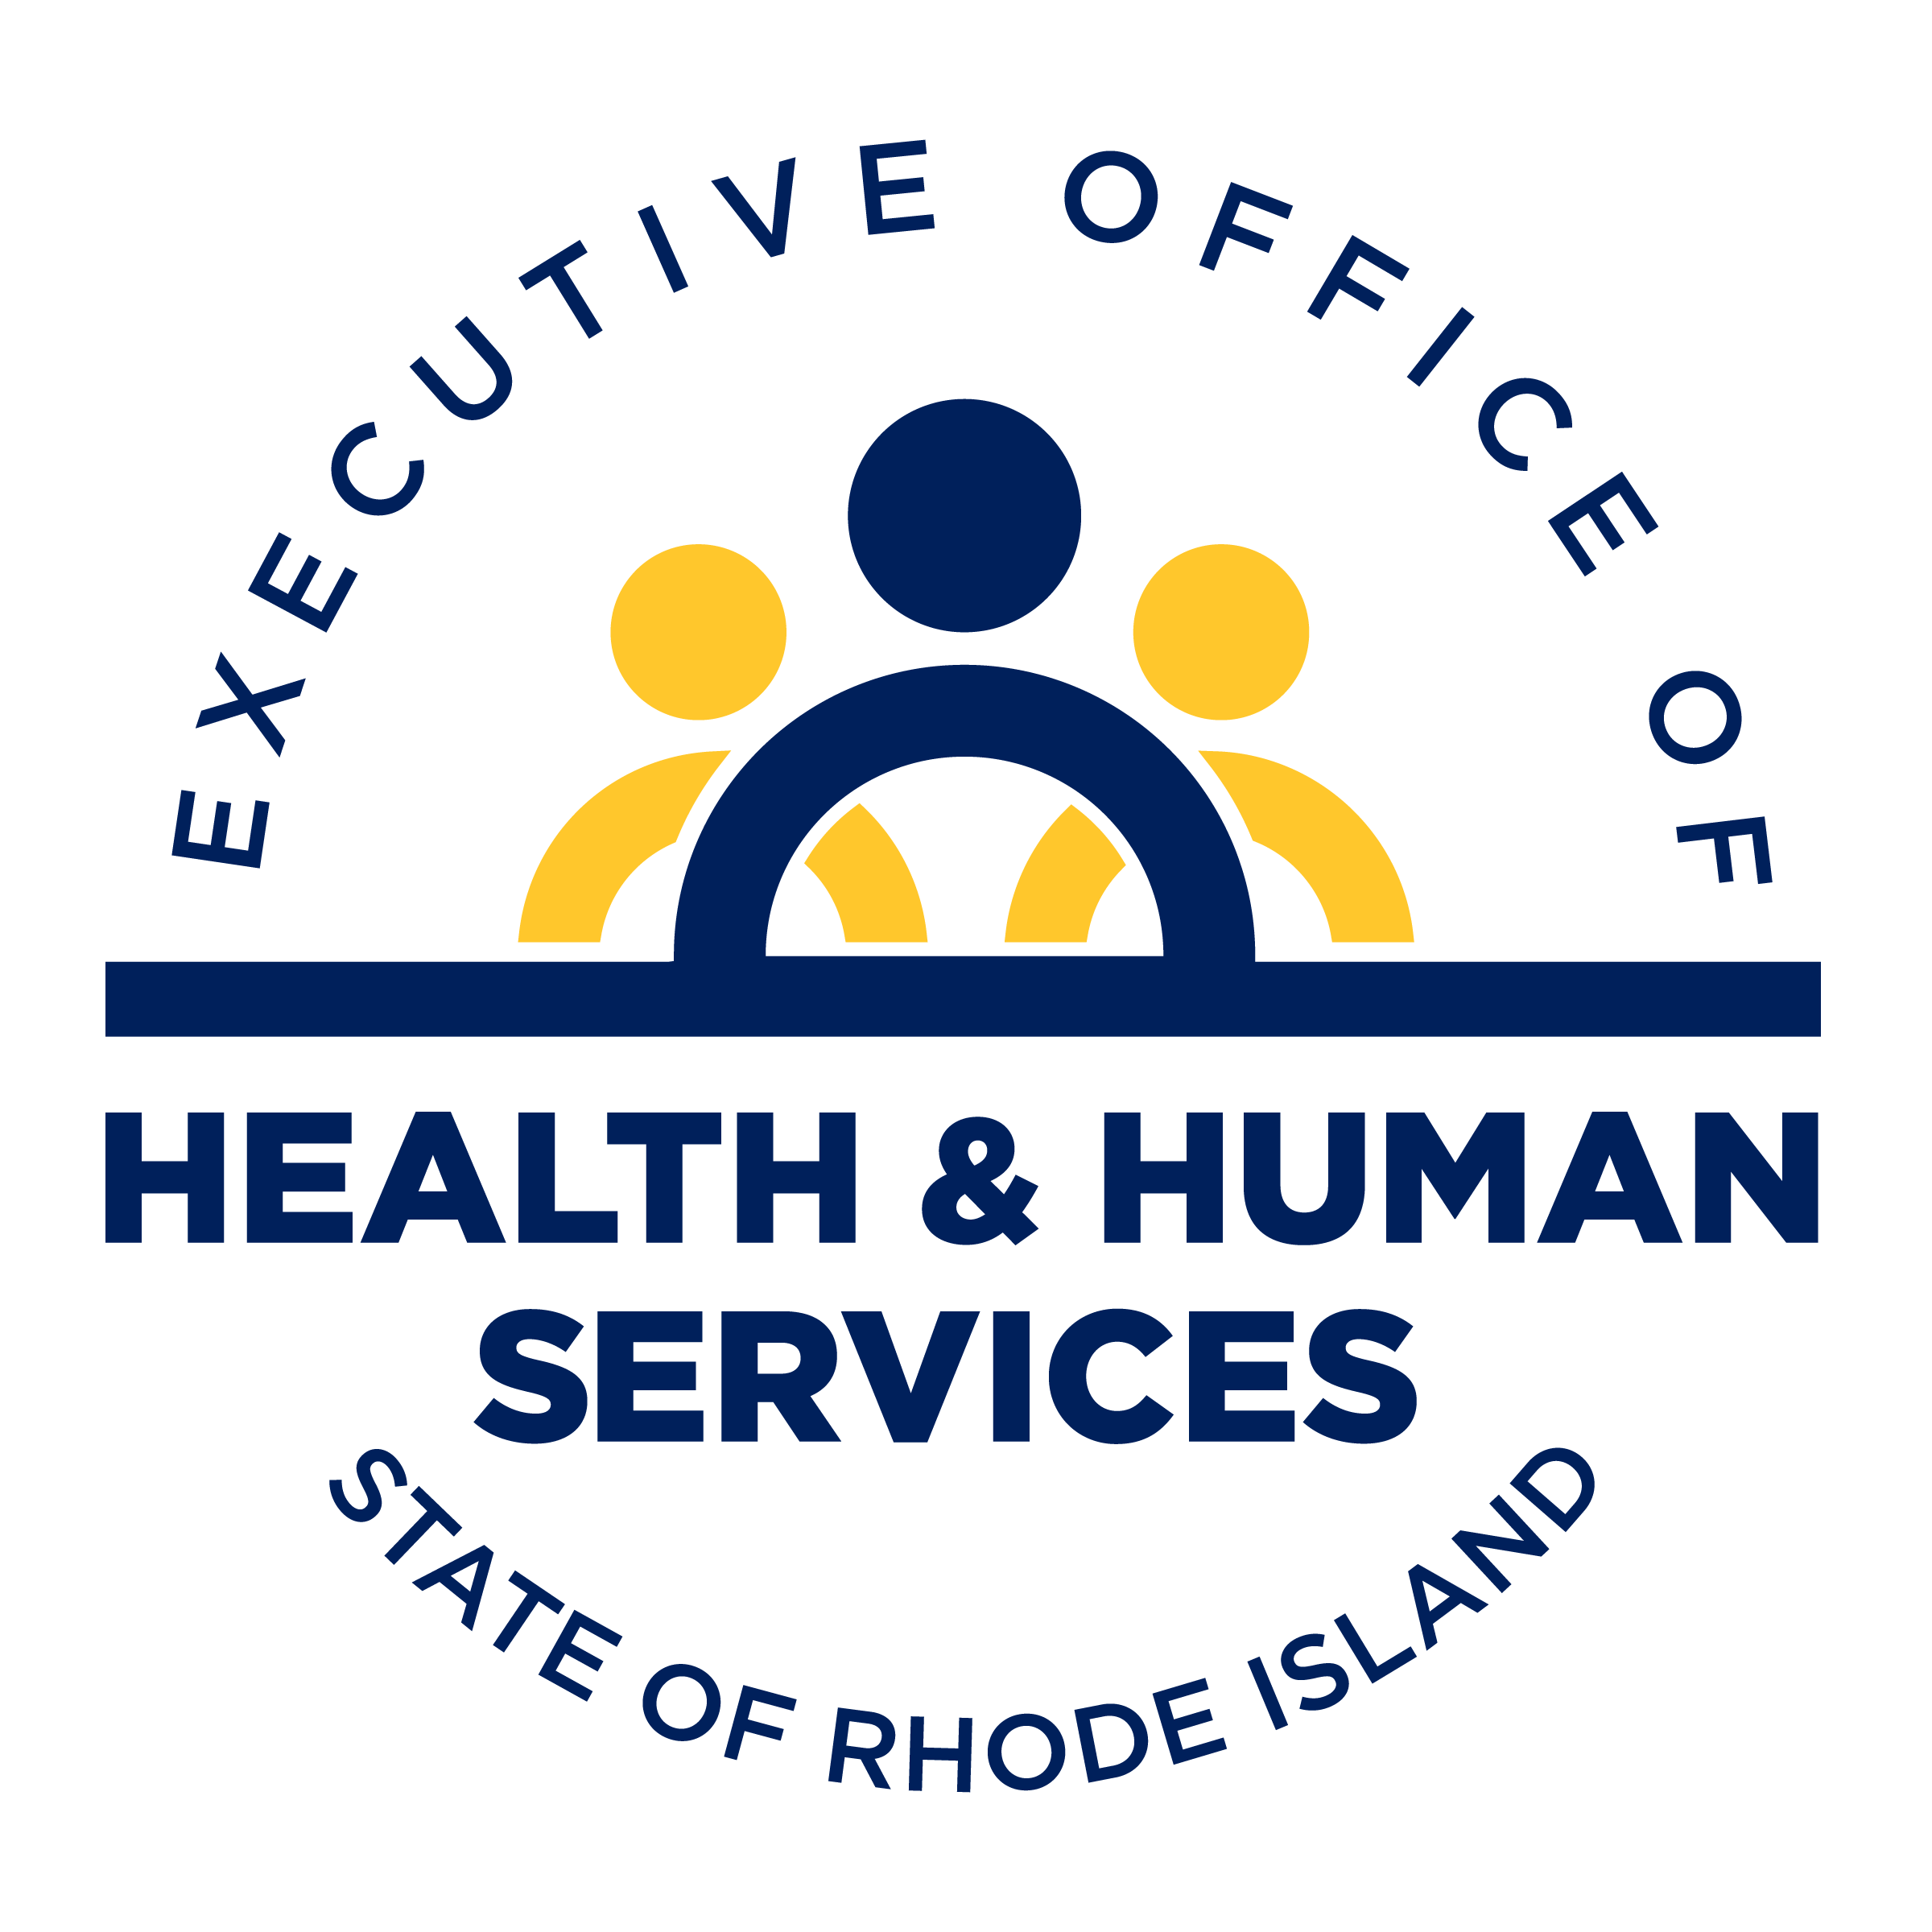 EXECUTIVE OFFICE OF
HEALTH & HUMAN
SERVICES
STATE OF RHODE ISLAND